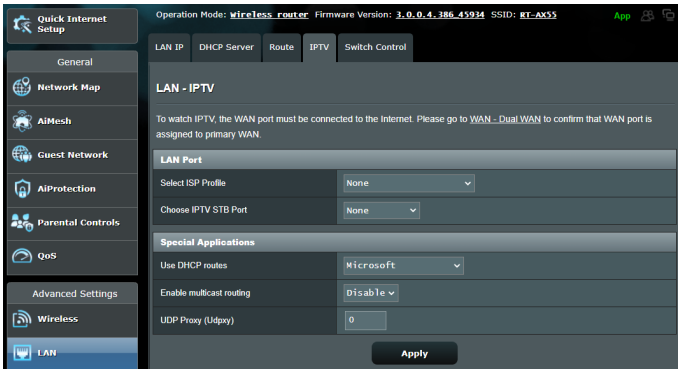 Quick Internet Setup
Operation Mode: Wireless router Firmware Version: 3.0.0.4.386_45934 SSID: RT-AX55 App
General
Network Map
AiMesh
Guest Network
AiProtection
Parental Controls
QoS
Advanced Settings
Wireless
LAN
LAN IP DHCP Server Route IPTV Switch Control
LAN - IPTV
To watch IPTV, the WAN port must be connected to the Internet. Please go to WAN - Dual WAN to confirm that WAN port is
assigned to primary WAN.
LAN Port
Select ISP Profile None
Choose IPTV STB Port None
Special Applications
Use DHCP routes Microsoft
Enable multicast routing Disable
UDP Proxy (Udpxy) 0
Apply